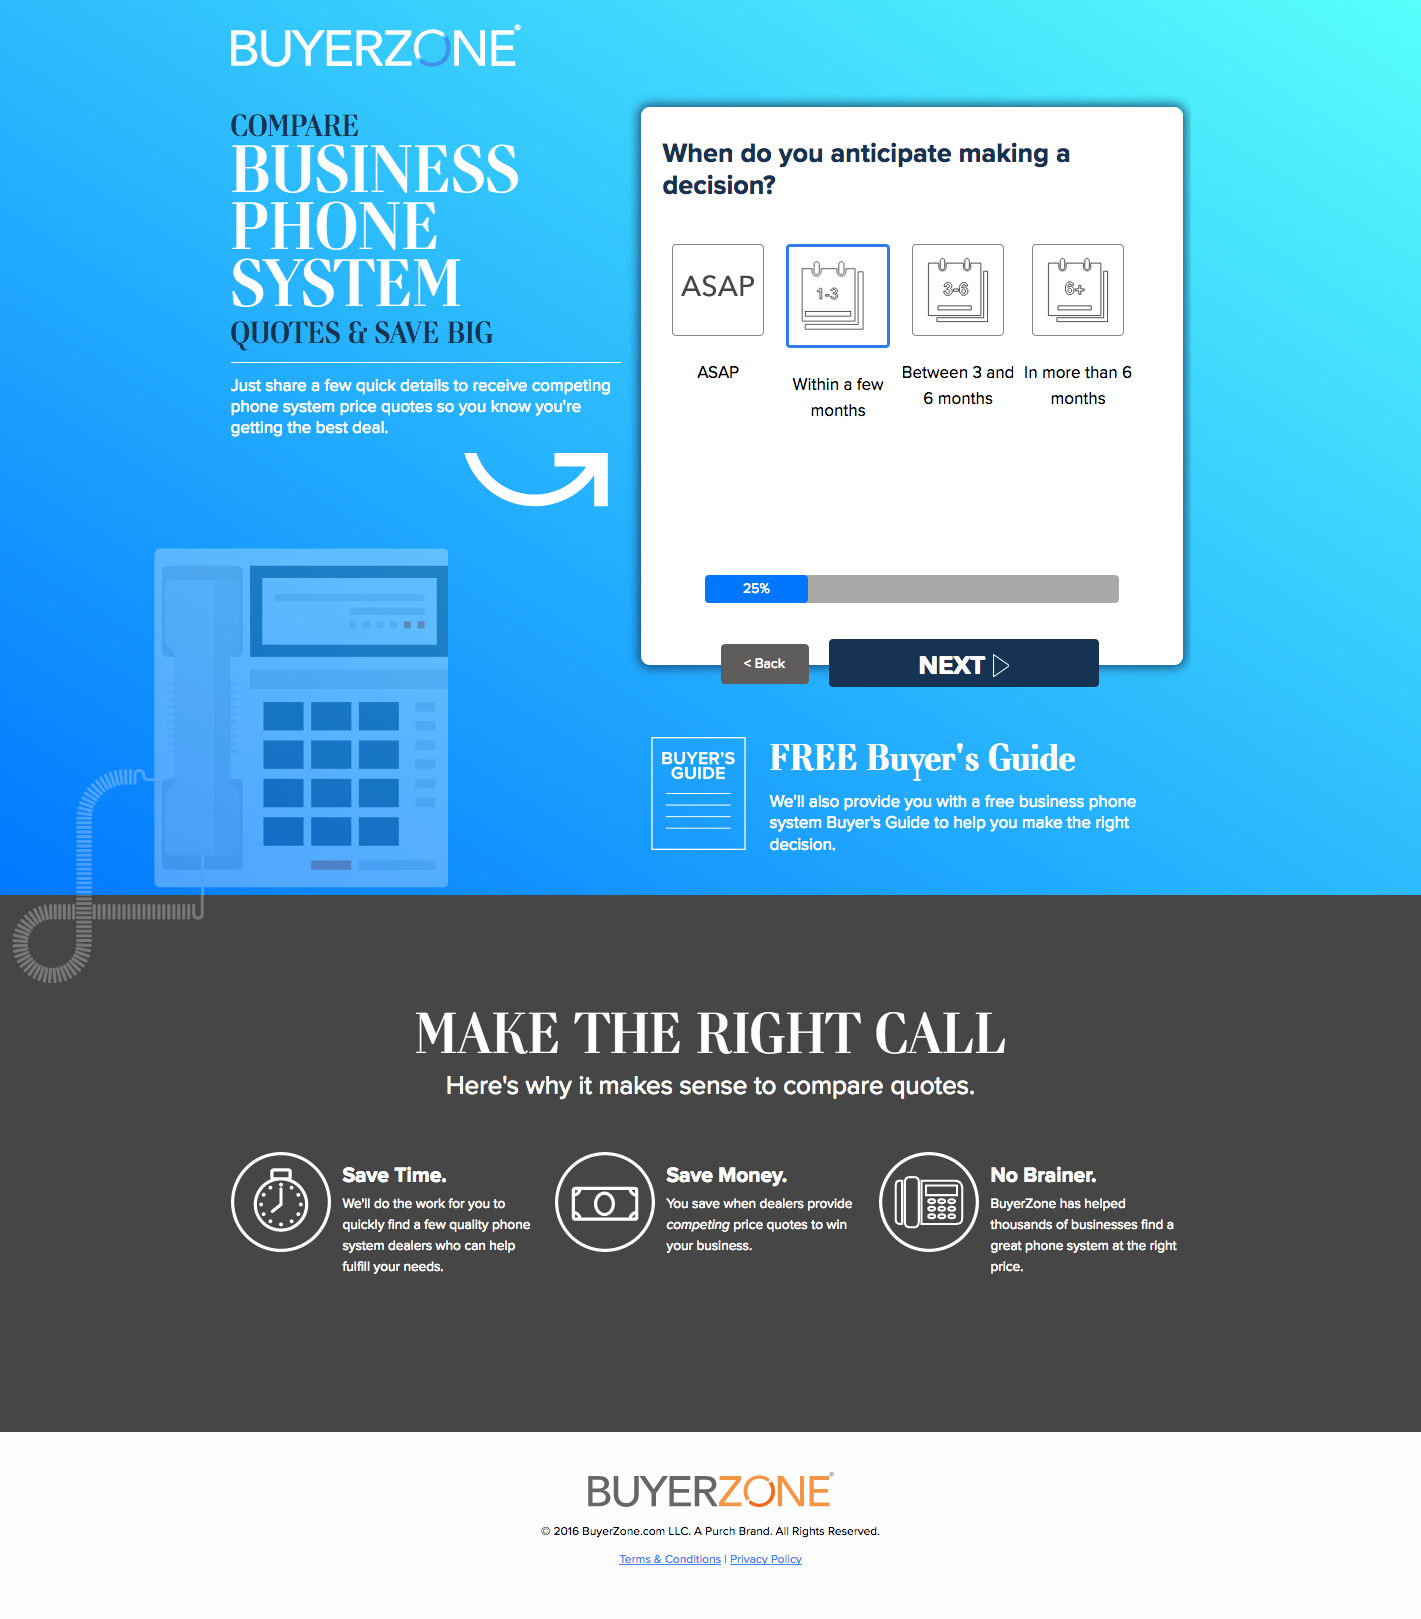 BUYERZONE®
COMPARE
BUSINESS
PHONE
SYSTEM
QUOTES & SAVE BIG
Just share a few quick details to receive competing
phone system price quotes so you know you're
getting the best deal.
When do you anticipate making a
decision?
ASAP
1-3
3-6
6+
ASAP
Within a few
months
Between 3 and
6 months
In more than 6
months
25%
< Back
NEXT
BUYER'S
GUIDE
FREE Buyer's Guide
We'll also provide you with a free business phone
system Buyer's Guide to help you make the right
decision.
MAKE THE RIGHT CALL
Here's why it makes sense to compare quotes.
Save Time.
We'll do the work for you to
quickly find a few quality phone
system dealers who can help
fulfill your needs.
Save Money.
You save when dealers provide
competing price quotes to win
your business.
No Brainer.
BuyerZone has helped
thousands of businesses find a
great phone system at the right
price.
BUYERZONE®
© 2016 BuyerZone.com LLC. A Purch Brand. All Rights Reserved.
Terms & Conditions | Privacy Policy